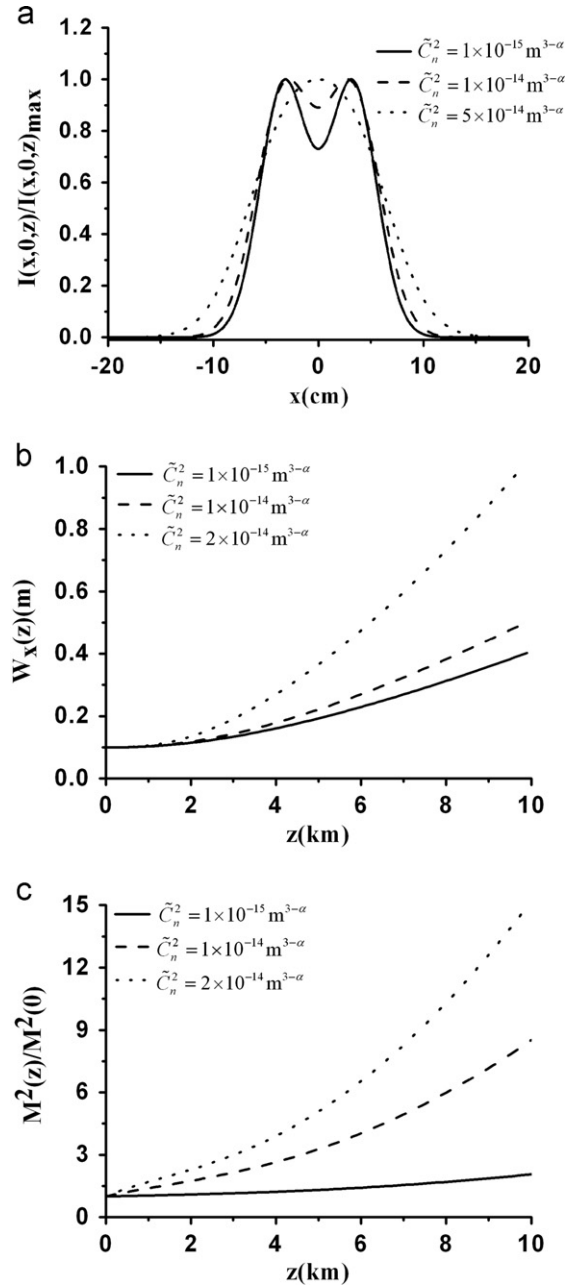 a
C̃n² = 1×10⁻¹⁵ m³⁻ᵅ
C̃n² = 1×10⁻¹⁴ m³⁻ᵅ
C̃n² = 5×10⁻¹⁴ m³⁻ᵅ
I(x,0,z)/I(x,0,z)max
1.2
1.0
0.8
0.6
0.4
0.2
0.0
-20 -10 0 10 20
x(cm)
b
C̃n² = 1×10⁻¹⁵ m³⁻ᵅ
C̃n² = 1×10⁻¹⁴ m³⁻ᵅ
C̃n² = 2×10⁻¹⁴ m³⁻ᵅ
Wx(z)(m)
1.0
0.8
0.6
0.4
0.2
0.0
0 2 4 6 8 10
z(km)
c
C̃n² = 1×10⁻¹⁵ m³⁻ᵅ
C̃n² = 1×10⁻¹⁴ m³⁻ᵅ
C̃n² = 2×10⁻¹⁴ m³⁻ᵅ
M²(z)/M²(0)
15
12
9
6
3
0
0 2 4 6 8 10
z(km)